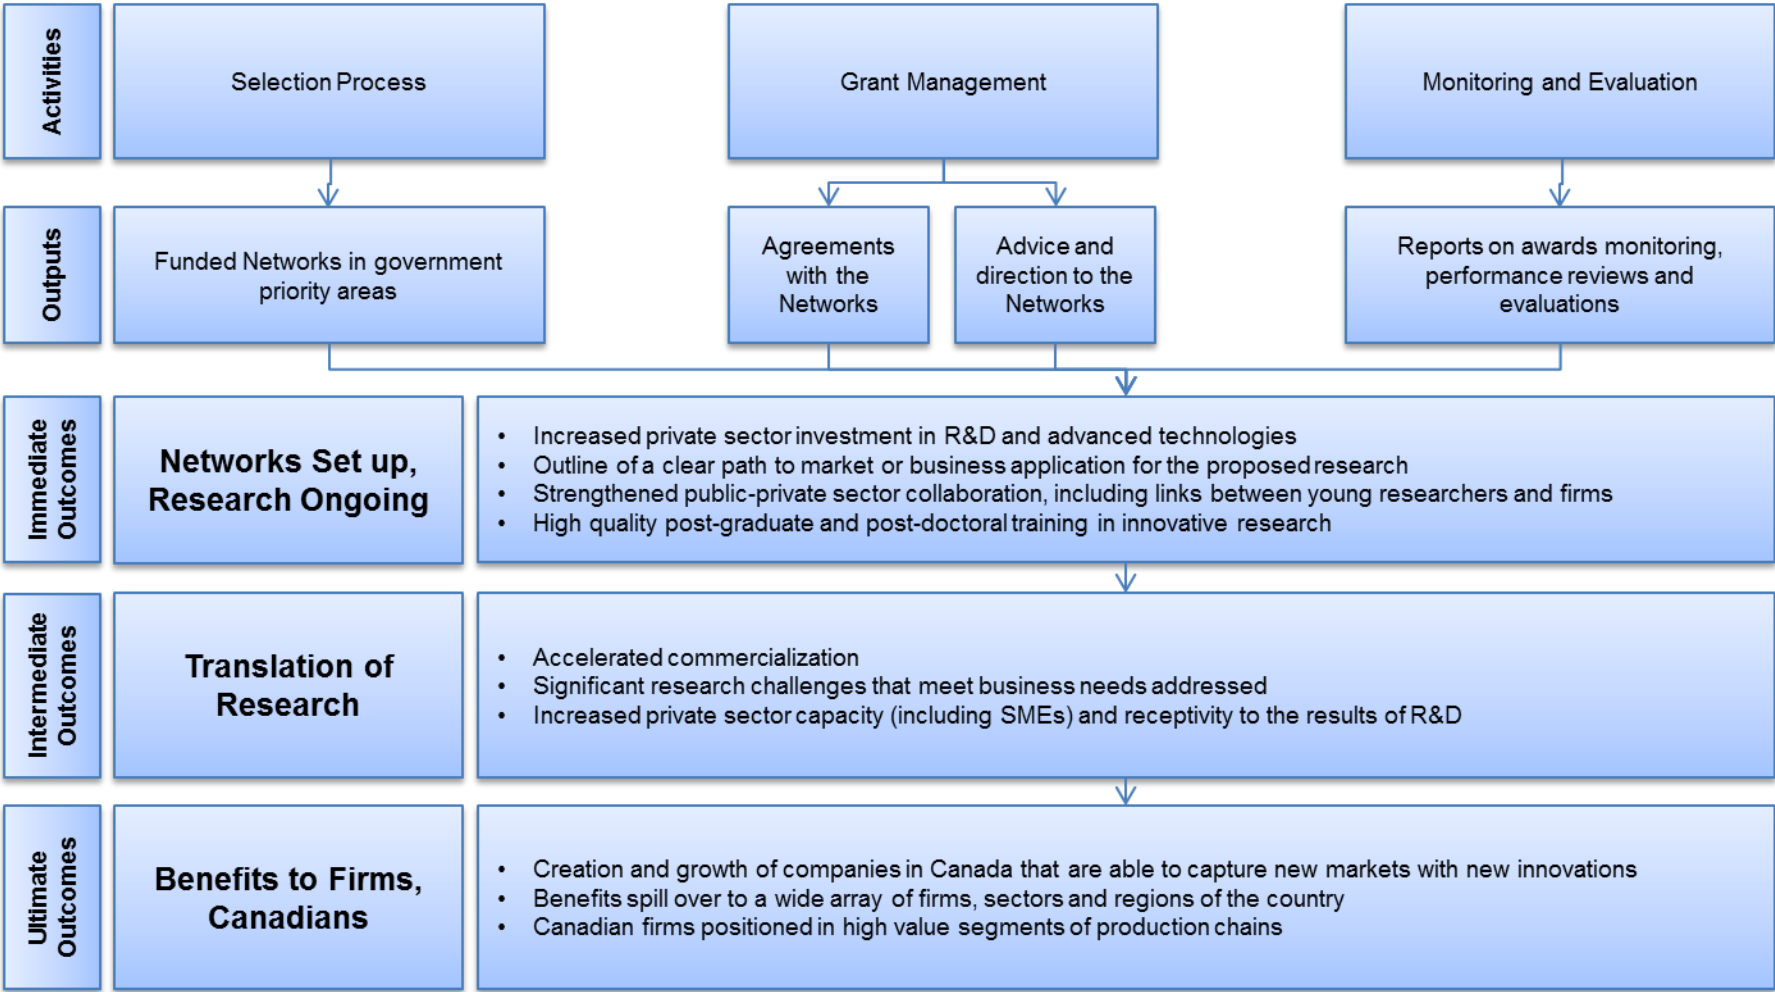 Activities
Selection Process
Grant Management
Monitoring and Evaluation
Outputs
Funded Networks in government
priority areas
Agreements
with the
Networks
Advice and
direction to the
Networks
Reports on awards monitoring,
performance reviews and
evaluations
Immediate
Outcomes
Networks Set up,
Research Ongoing
• Increased private sector investment in R&D and advanced technologies
• Outline of a clear path to market or business application for the proposed research
• Strengthened public-private sector collaboration, including links between young researchers and firms
• High quality post-graduate and post-doctoral training in innovative research
Intermediate
Outcomes
Translation of
Research
• Accelerated commercialization
• Significant research challenges that meet business needs addressed
• Increased private sector capacity (including SMEs) and receptivity to the results of R&D
Ultimate
Outcomes
Benefits to Firms,
Canadians
• Creation and growth of companies in Canada that are able to capture new markets with new innovations
• Benefits spill over to a wide array of firms, sectors and regions of the country
• Canadian firms positioned in high value segments of production chains